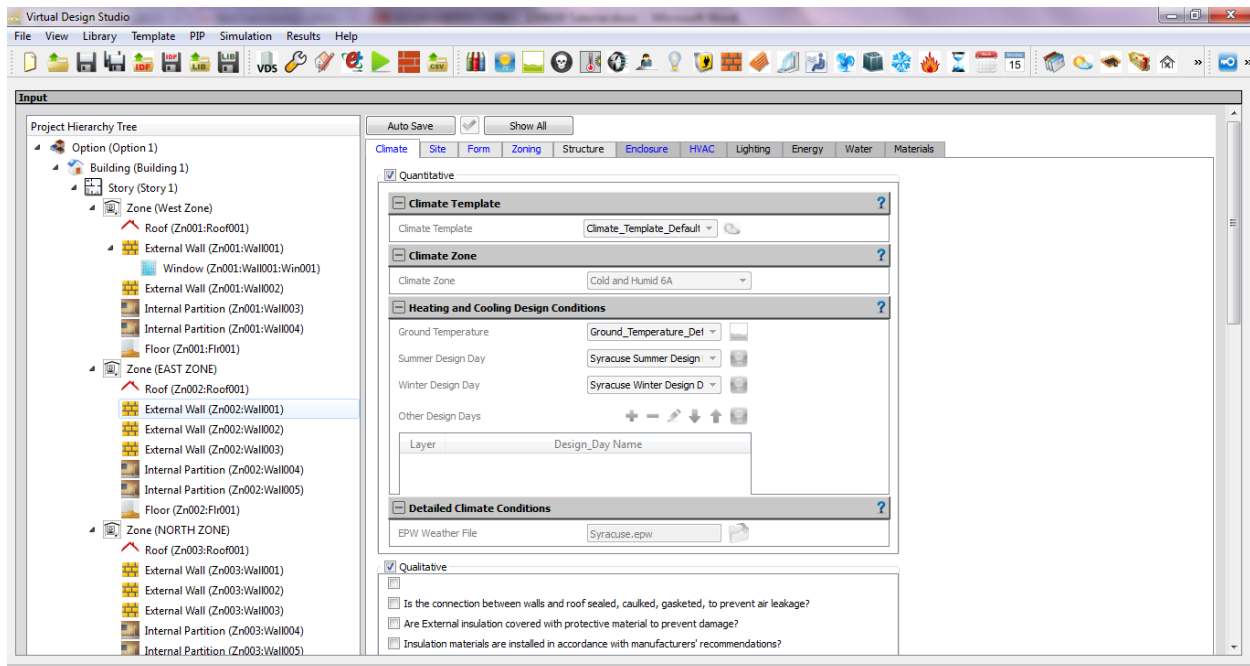 Virtual Design Studio
File View Library Template PIP Simulation Results Help
IDF IDF LIB LIB VDS CSV 15 »
Input
Project Hierarchy Tree
Option (Option 1)
Building (Building 1)
Story (Story 1)
Zone (West Zone)
Roof (Zn001:Roof001)
External Wall (Zn001:Wall001)
Window (Zn001:Wall001:Win001)
External Wall (Zn001:Wall002)
Internal Partition (Zn001:Wall003)
Internal Partition (Zn001:Wall004)
Floor (Zn001:Flr001)
Zone (EAST ZONE)
Roof (Zn002:Roof001)
External Wall (Zn002:Wall001)
External Wall (Zn002:Wall002)
External Wall (Zn002:Wall003)
Internal Partition (Zn002:Wall004)
Internal Partition (Zn002:Wall005)
Floor (Zn002:Flr001)
Zone (NORTH ZONE)
Roof (Zn003:Roof001)
External Wall (Zn003:Wall001)
External Wall (Zn003:Wall002)
External Wall (Zn003:Wall003)
Internal Partition (Zn003:Wall004)
Internal Partition (Zn003:Wall005)
Auto Save Show All
Climate Site Form Zoning Structure Enclosure HVAC Lighting Energy Water Materials
Quantitative
Climate Template ?
Climate Template Climate_Template_Default
Climate Zone ?
Climate Zone Cold and Humid 6A
Heating and Cooling Design Conditions ?
Ground Temperature Ground_Temperature_Def
Summer Design Day Syracuse Summer Design
Winter Design Day Syracuse Winter Design D
Other Design Days
Layer Design_Day Name
Detailed Climate Conditions ?
EPW Weather File Syracuse.epw
Qualitative
Is the connection between walls and roof sealed, caulked, gasketed, to prevent air leakage?
Are External insulation covered with protective material to prevent damage?
Insulation materials are installed in accordance with manufacturers' recommendations?